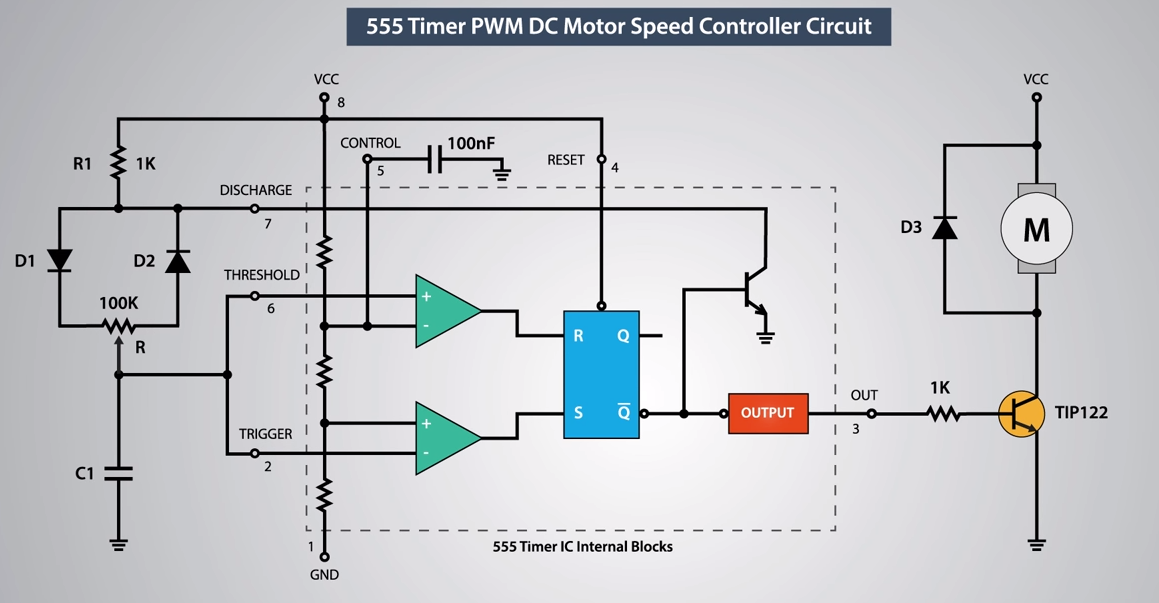 555 Timer PWM DC Motor Speed Controller Circuit
VCC
8
VCC
CONTROL
100nF
5
RESET
4
R1
1K
DISCHARGE
7
D1
D2
D3
M
THRESHOLD
6
100K
R
+
-
R
Q
S
Q̅
+
-
OUTPUT
OUT
3
1K
TIP122
TRIGGER
2
C1
1
GND
555 Timer IC Internal Blocks